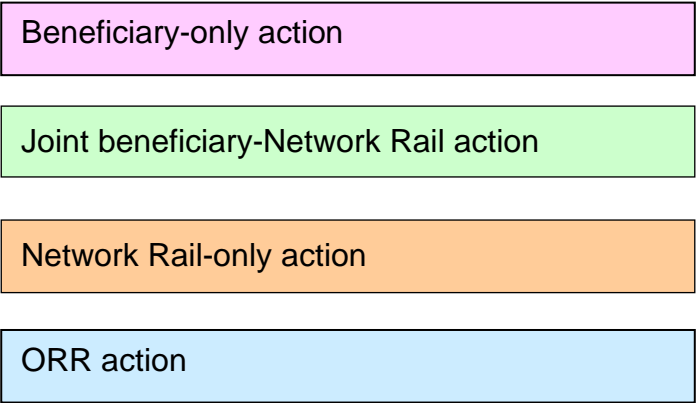 Beneficiary-only action
Joint beneficiary-Network Rail action
Network Rail-only action
ORR action